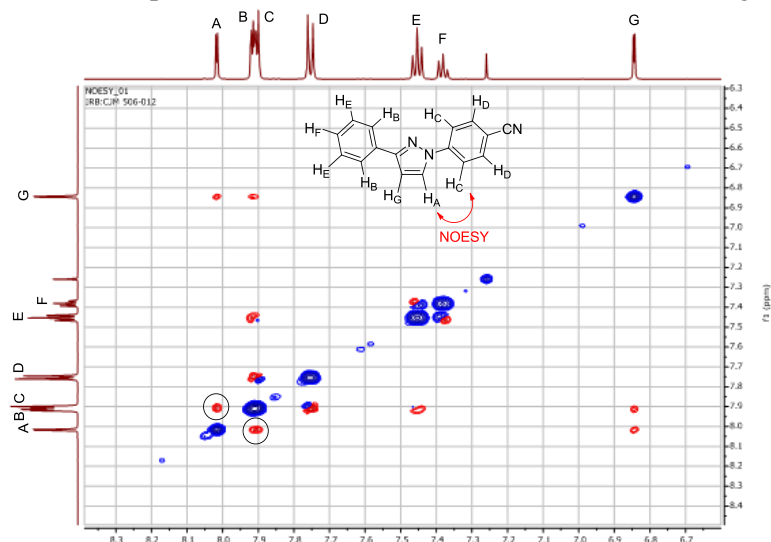 A B C D E F G
NOESY_01
JRB:CJM 506-012
H_E H_B H_C H_D
H_F N N CN
H_E H_B H_G H_A H_C H_D
NOESY
G
F
E
D
C
B
A
6.3
6.4
6.5
6.6
6.7
6.8
6.9
7.0
7.1
7.2
7.3
7.4
7.5
7.6
7.7
7.8
7.9
8.0
8.1
8.2
8.3
8.4
f1 (ppm)
8.3 8.2 8.1 8.0 7.9 7.8 7.7 7.6 7.5 7.4 7.3 7.2 7.1 7.0 6.9 6.8 6.7